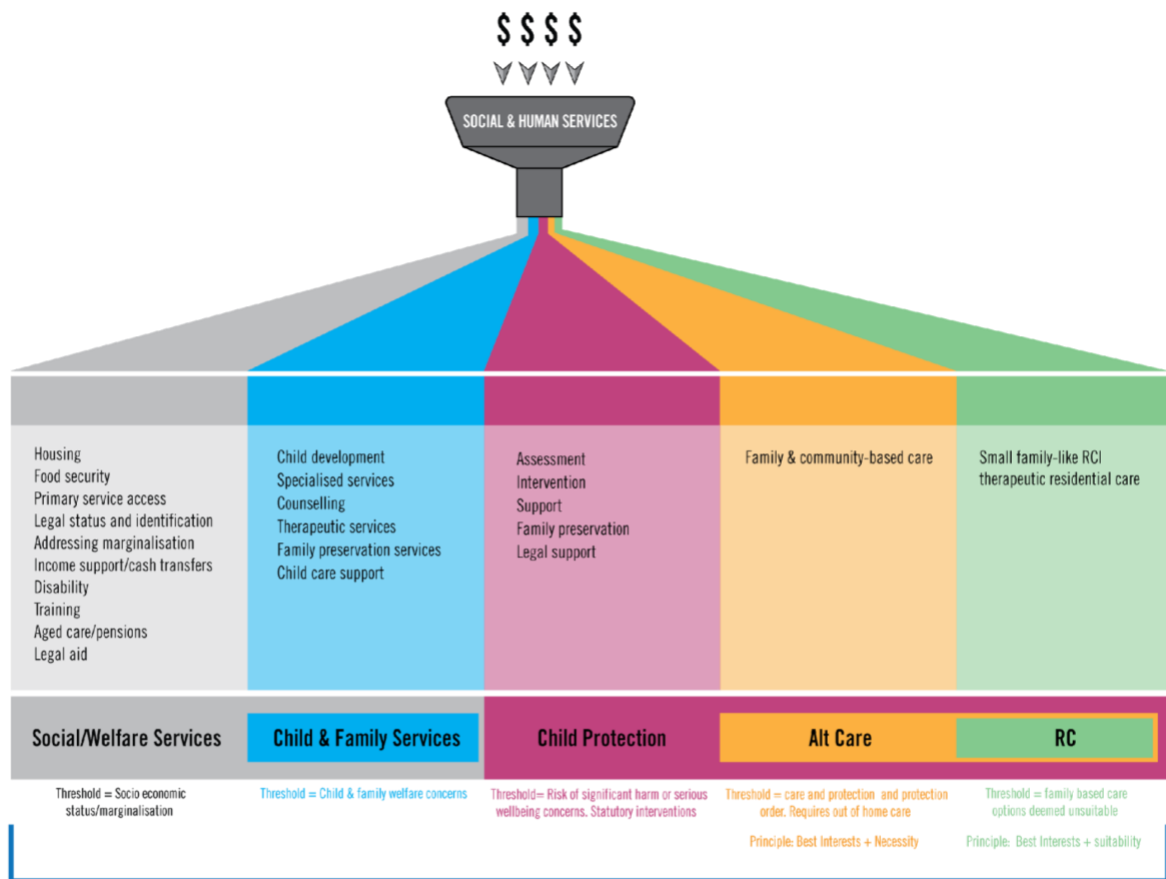 $ $ $ $
SOCIAL & HUMAN SERVICES
Housing
Food security
Primary service access
Legal status and identification
Addressing marginalisation
Income support/cash transfers
Disability
Training
Aged care/pensions
Legal aid
Child development
Specialised services
Counselling
Therapeutic services
Family preservation services
Child care support
Assessment
Intervention
Support
Family preservation
Legal support
Family & community-based care
Small family-like RCI
therapeutic residential care
Social/Welfare Services
Child & Family Services
Child Protection
Alt Care
RC
Threshold = Socio economic
status/marginalisation
Threshold = Child & family welfare concerns
Threshold= Risk of significant harm or serious
wellbeing concerns. Statutory interventions
Threshold = care and protection and protection
order. Requires out of home care
Principle: Best Interests + Necessity
Threshold = family based care
options deemed unsuitable
Principle: Best Interests + suitability